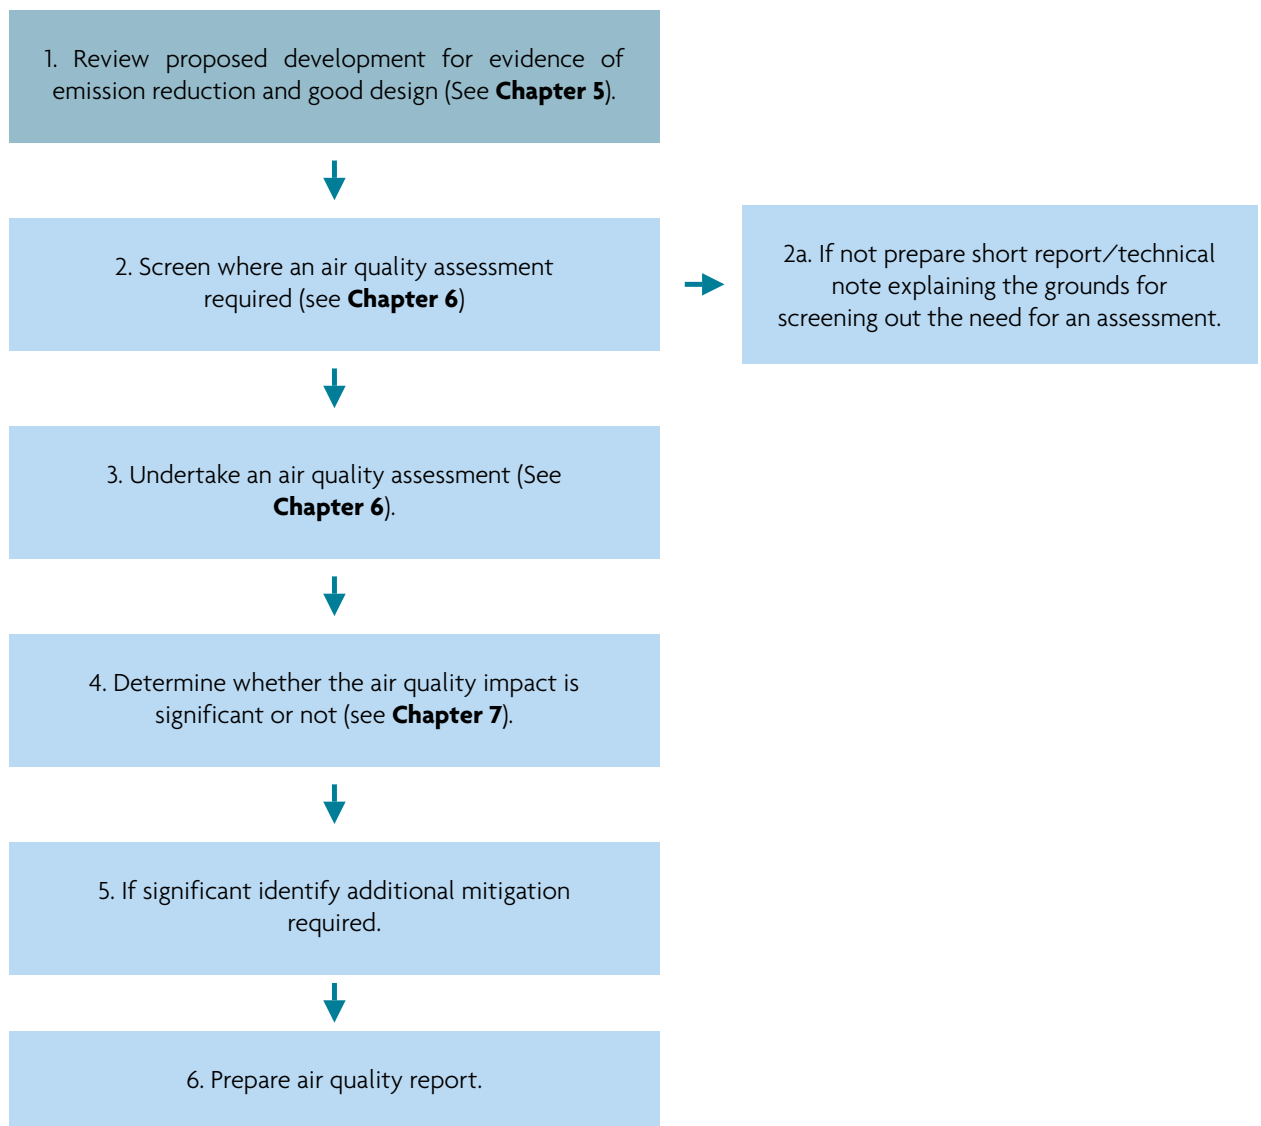 1. Review proposed development for evidence of
emission reduction and good design (See Chapter 5).
2. Screen where an air quality assessment
required (see Chapter 6)
2a. If not prepare short report/technical
note explaining the grounds for
screening out the need for an assessment.
3. Undertake an air quality assessment (See
Chapter 6).
4. Determine whether the air quality impact is
significant or not (see Chapter 7).
5. If significant identify additional mitigation
required.
6. Prepare air quality report.